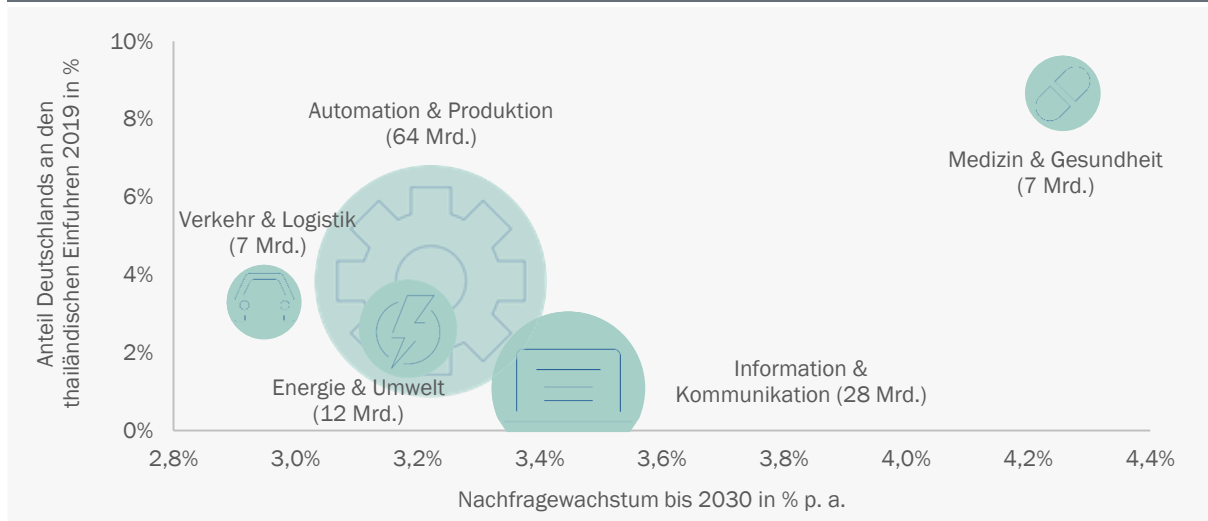 Anteil Deutschlands an den
thailändischen Einfuhren 2019 in %
10%
8%
6%
4%
2%
0%
Automation & Produktion
(64 Mrd.)
Medizin & Gesundheit
(7 Mrd.)
Verkehr & Logistik
(7 Mrd.)
Energie & Umwelt
(12 Mrd.)
Information &
Kommunikation (28 Mrd.)
2,8%
3,0%
3,2%
3,4%
3,6%
3,8%
4,0%
4,2%
4,4%
Nachfragewachstum bis 2030 in % p. a.